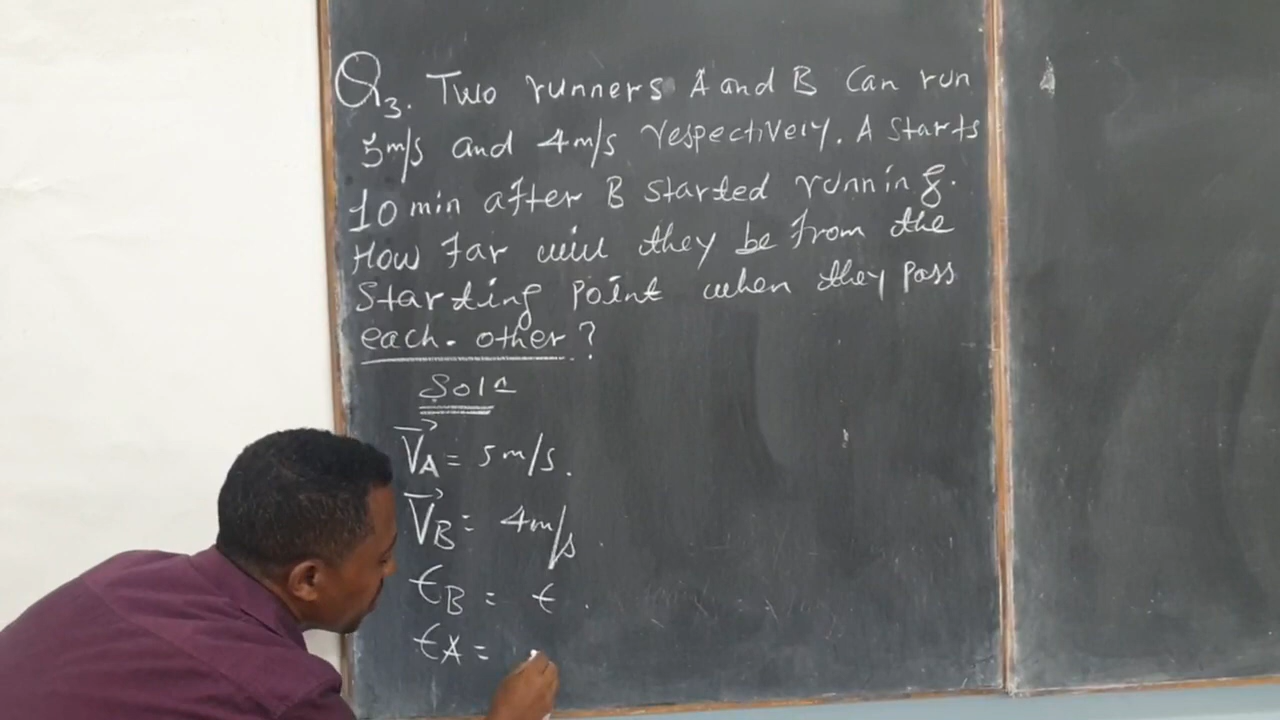 Q3. Two runners A and B Can run
5m/s and 4m/s respectively. A Starts
10 min after B started running.
How far will they be from the
Starting point when they pass
each. other?
Soln
VA = 5m/s.
VB = 4m/s.
tB = t.
tA =